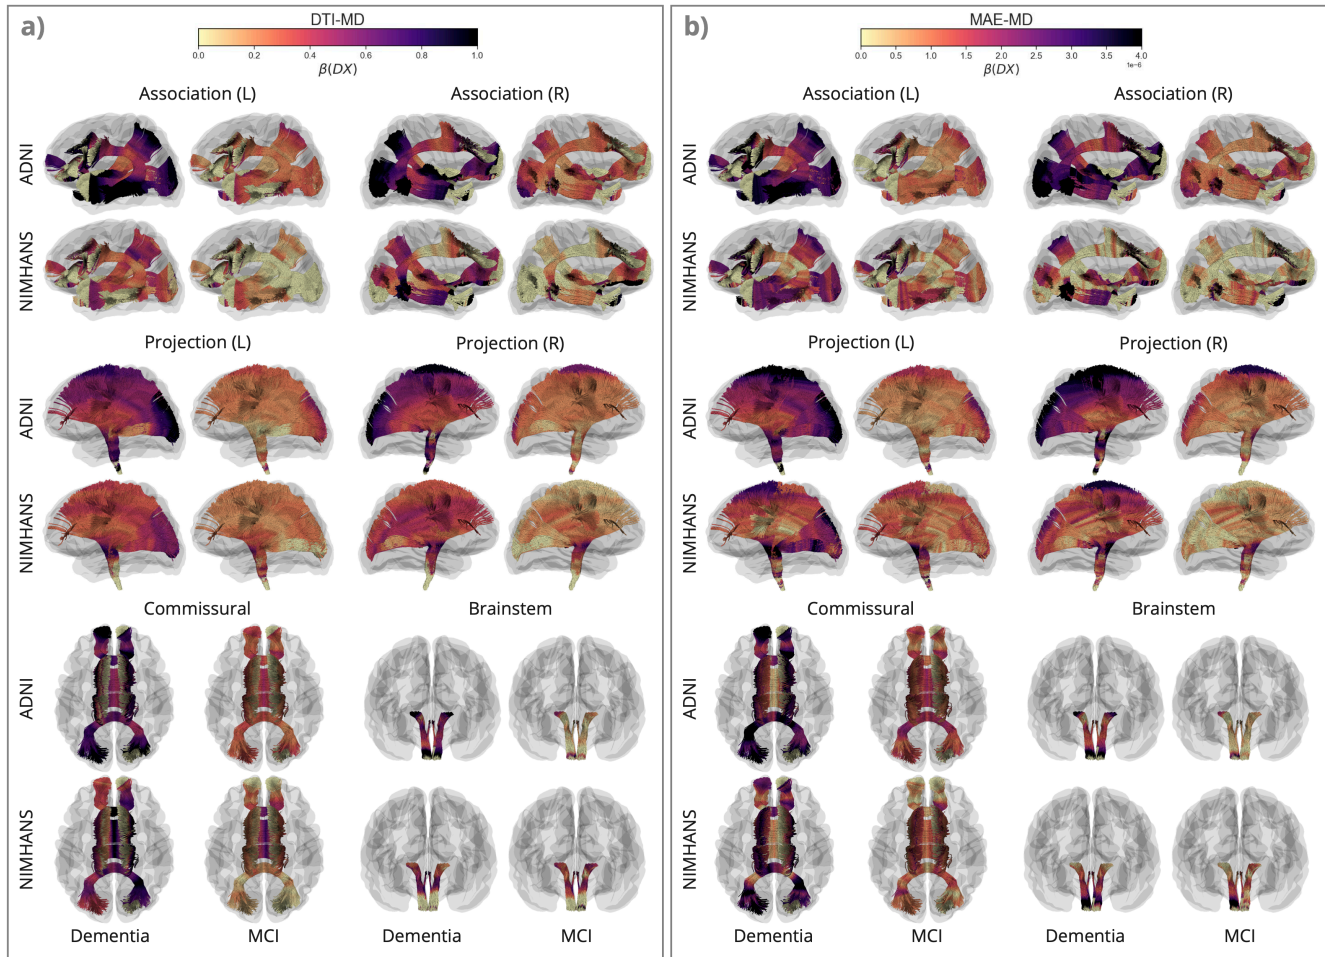 a)
DTI-MD
0.0 0.2 0.4 0.6 0.8 1.0
β(DX)
Association (L) Association (R)
ADNI
NIMHANS
Projection (L) Projection (R)
ADNI
NIMHANS
Commissural Brainstem
ADNI
NIMHANS
Dementia MCI Dementia MCI
b)
MAE-MD
0.0 0.5 1.0 1.5 2.0 2.5 3.0 3.5 4.0
1e−6
β(DX)
Association (L) Association (R)
ADNI
NIMHANS
Projection (L) Projection (R)
ADNI
NIMHANS
Commissural Brainstem
ADNI
NIMHANS
Dementia MCI Dementia MCI